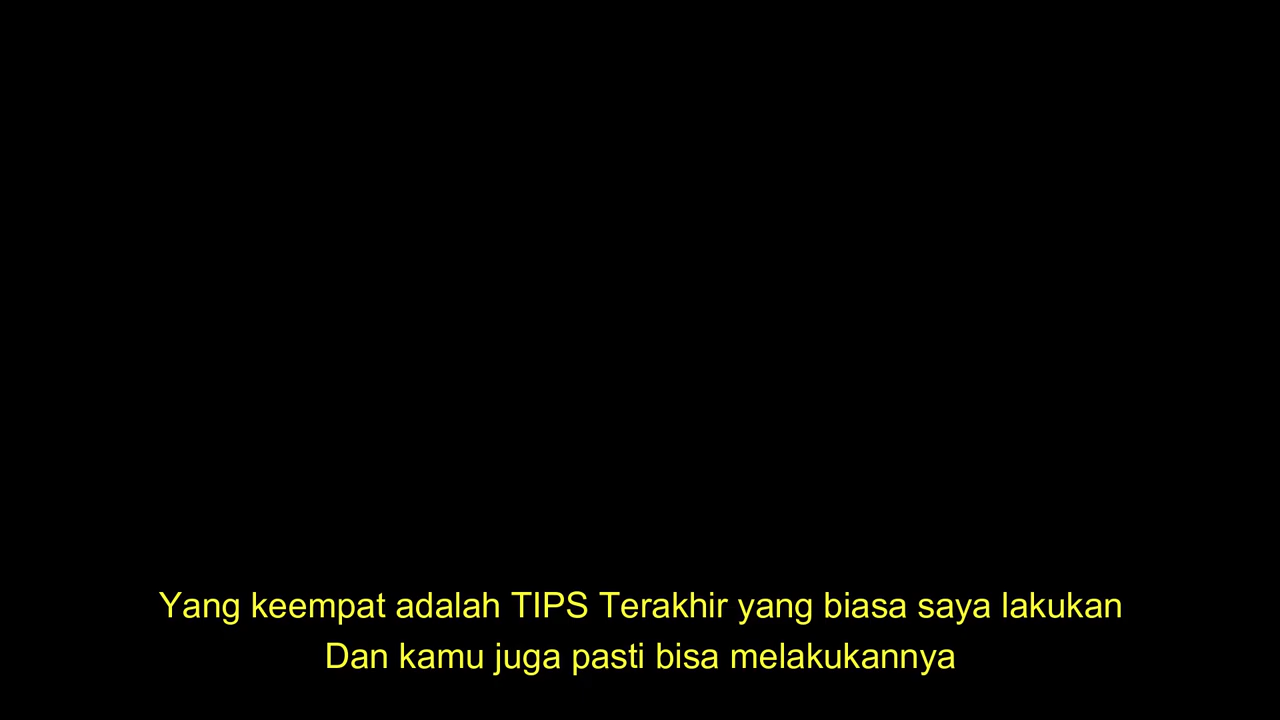 Yang keempat adalah TIPS Terakhir yang biasa saya lakukan
Dan kamu juga pasti bisa melakukannya